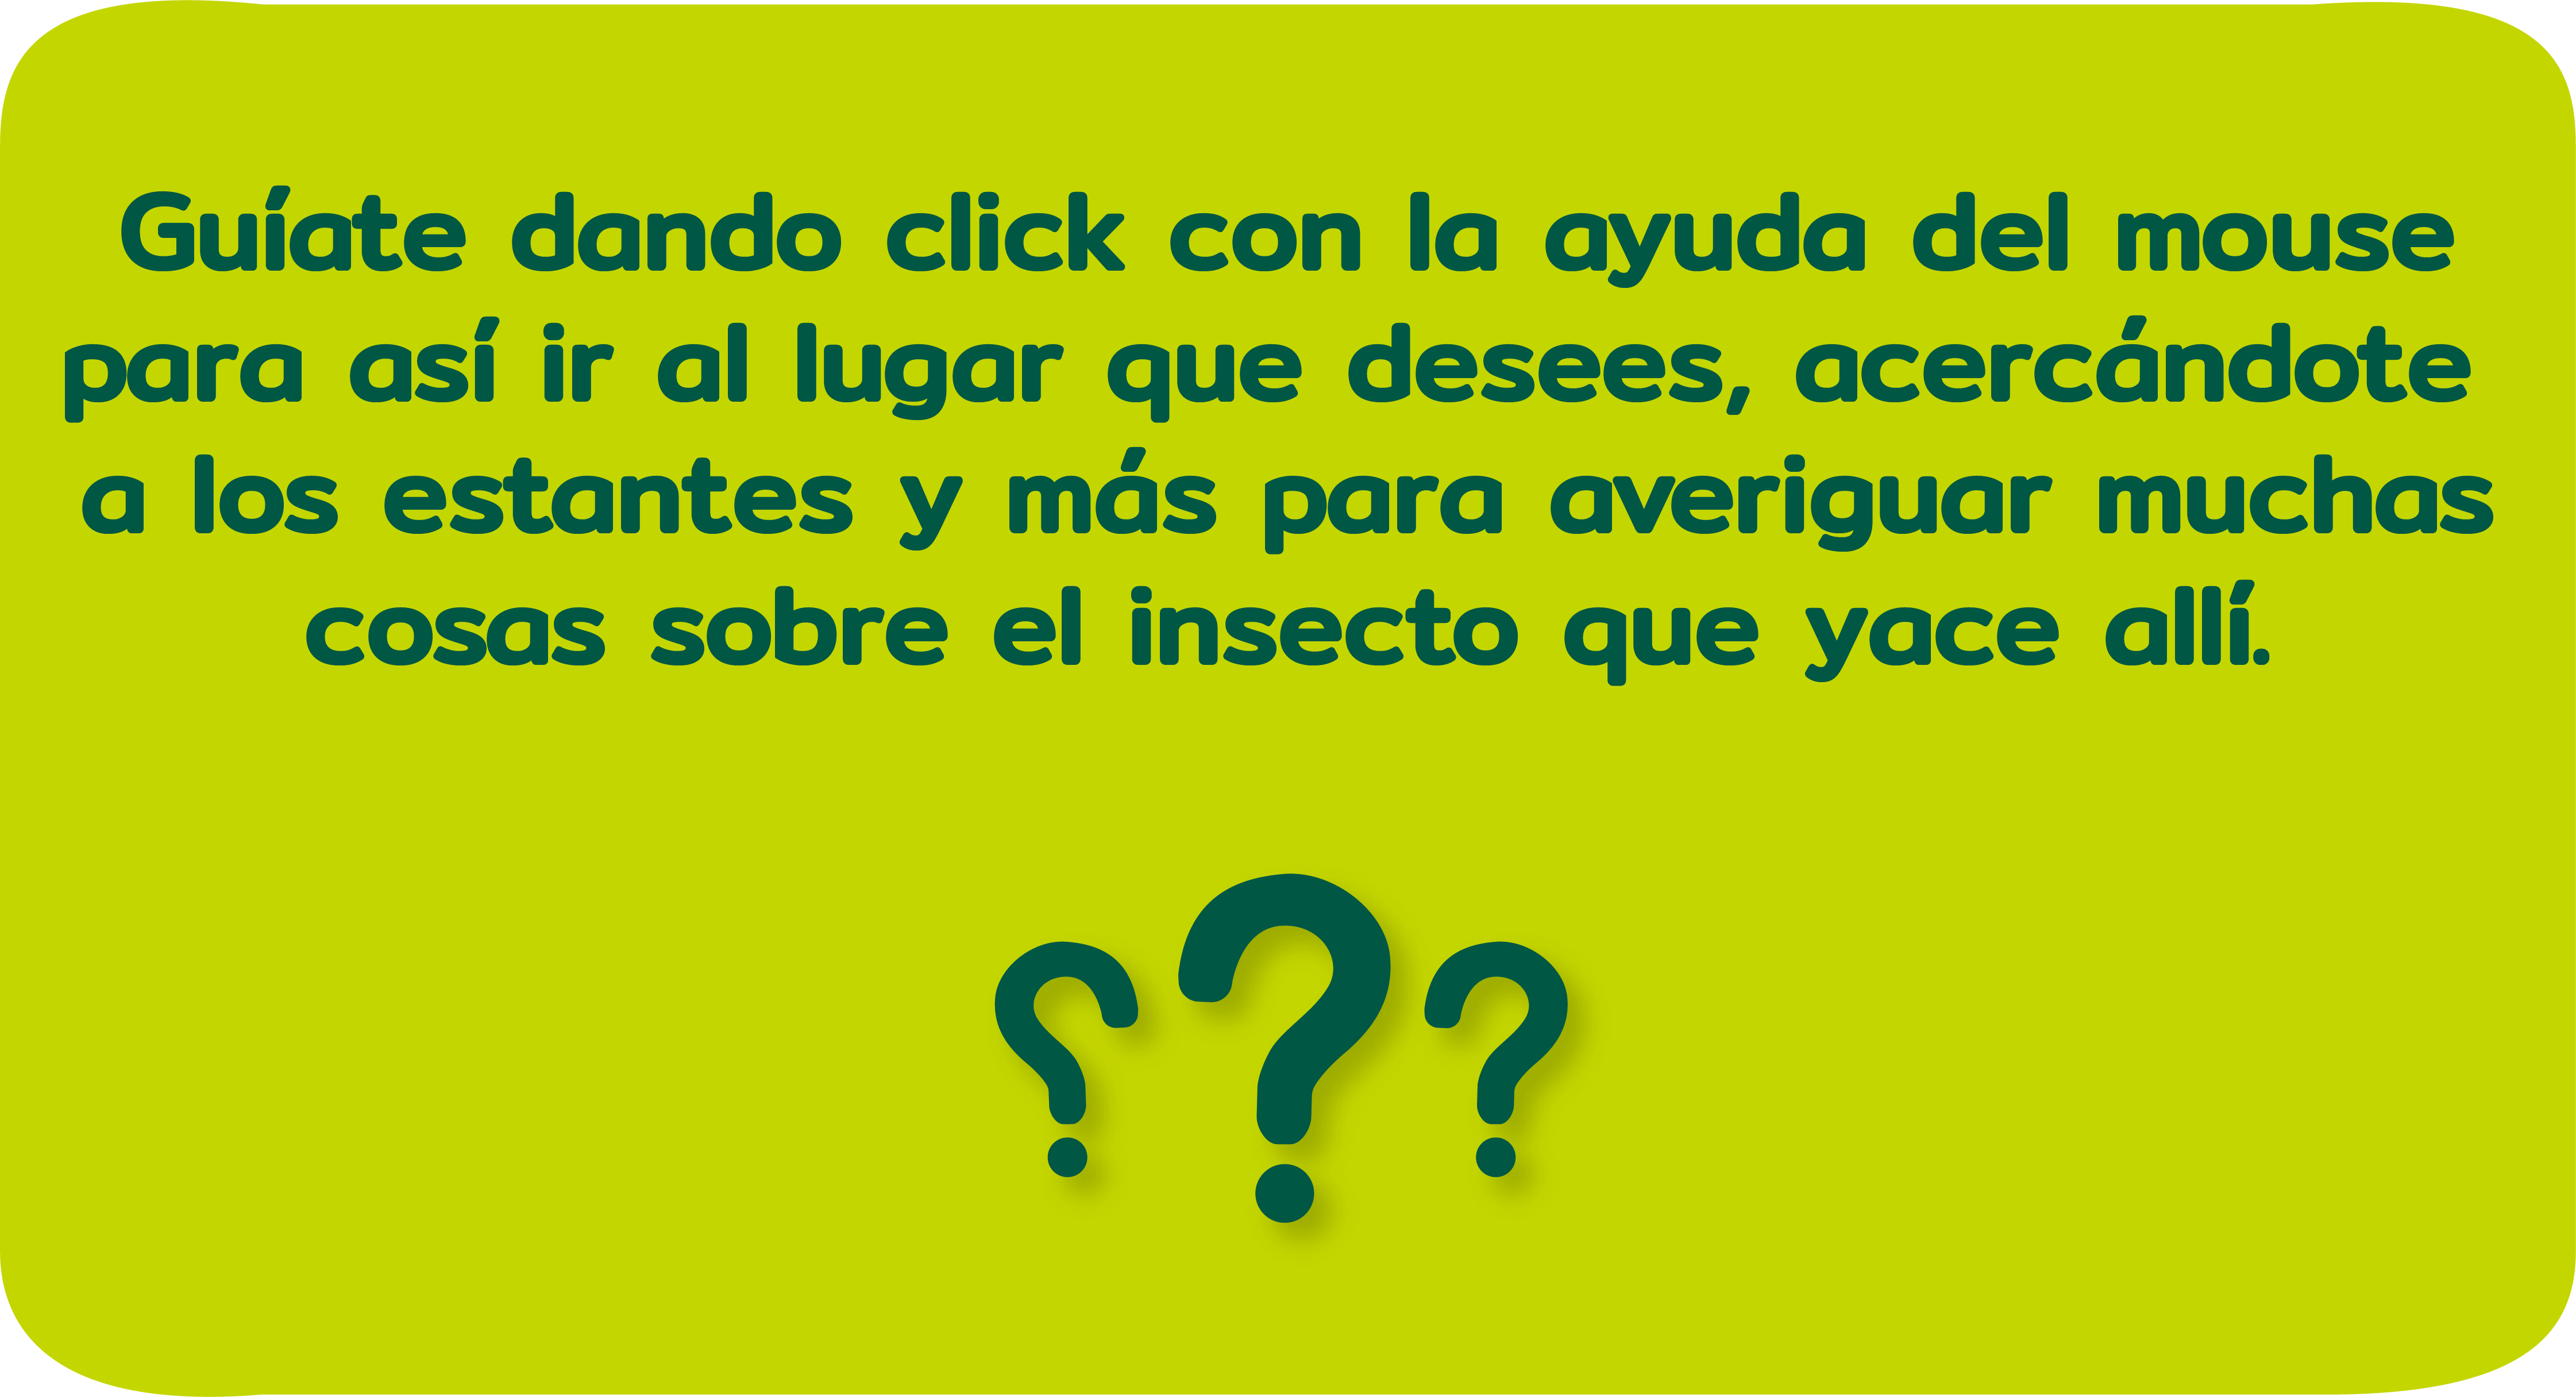 Guíate dando click con la ayuda del mouse
para así ir al lugar que desees, acercándote
a los estantes y más para averiguar muchas
cosas sobre el insecto que yace allí.
???